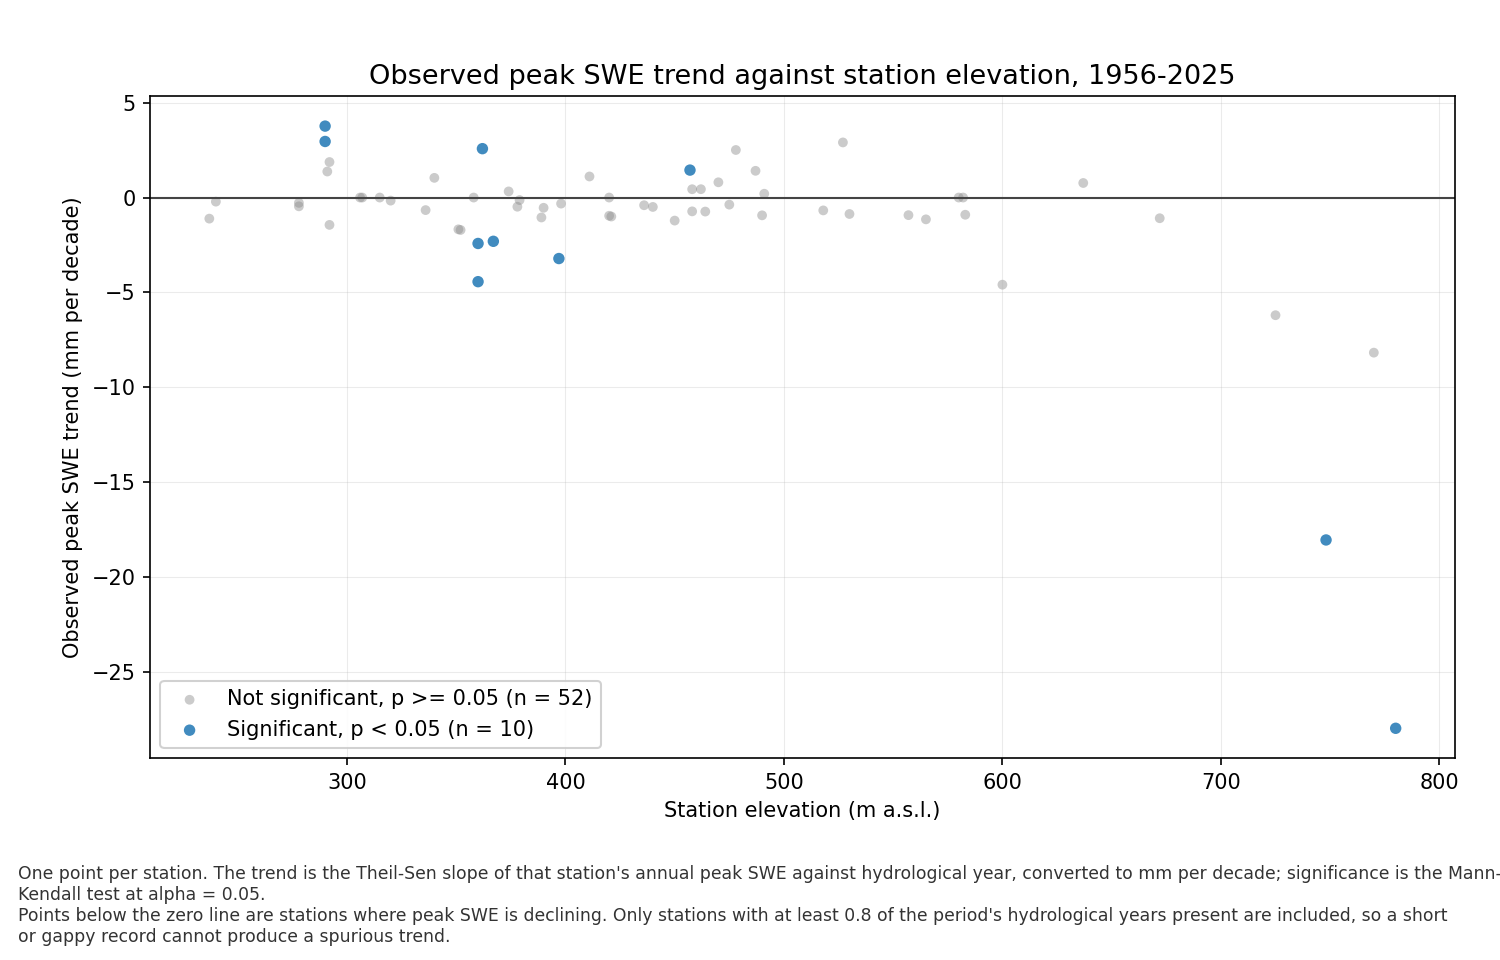 Observed peak SWE trend against station elevation, 1956-2025
Observed peak SWE trend (mm per decade)
5
0
−5
−10
−15
−20
−25
Not significant, p >= 0.05 (n = 52)
Significant, p < 0.05 (n = 10)
300
400
500
600
700
800
Station elevation (m a.s.l.)
One point per station. The trend is the Theil-Sen slope of that station's annual peak SWE against hydrological year, converted to mm per decade; significance is the Mann-
Kendall test at alpha = 0.05.
Points below the zero line are stations where peak SWE is declining. Only stations with at least 0.8 of the period's hydrological years present are included, so a short
or gappy record cannot produce a spurious trend.